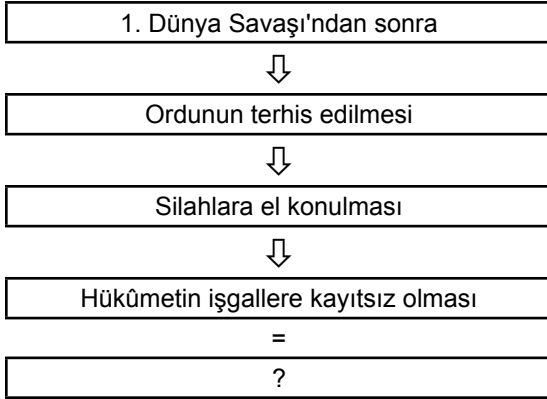 1. Dünya Savaşı'ndan sonra
⇩
Ordunun terhis edilmesi
⇩
Silahlara el konulması
⇩
Hükûmetin işgallere kayıtsız olması
=
?